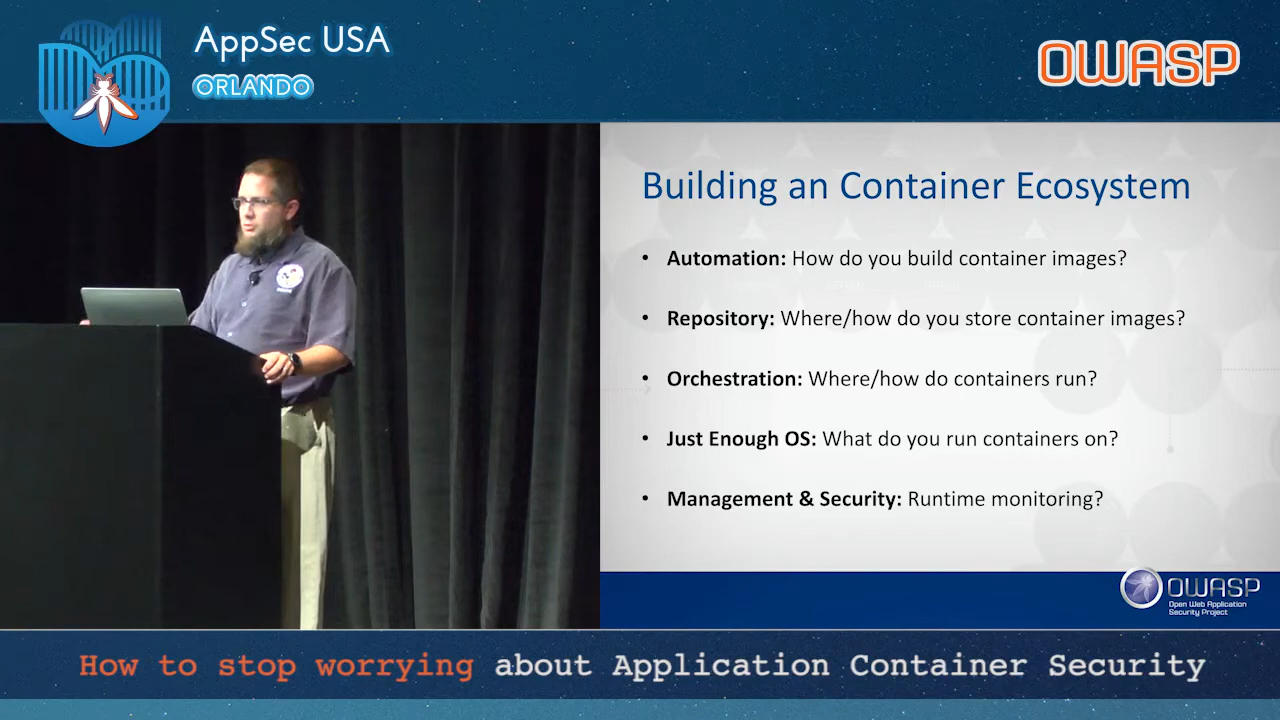 AppSec USA
ORLANDO
OWASP
Building an Container Ecosystem
• Automation: How do you build container images?
• Repository: Where/how do you store container images?
• Orchestration: Where/how do containers run?
• Just Enough OS: What do you run containers on?
• Management & Security: Runtime monitoring?
OWASP
Open Web Application
Security Project
How to stop worrying about Application Container Security